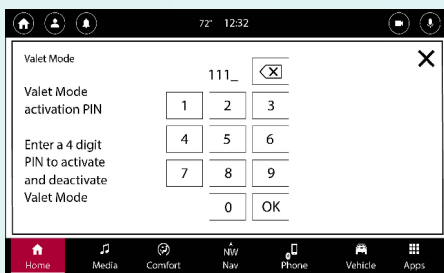 72° 12:32
Valet Mode
111_
Valet Mode
activation PIN
1 2 3
Enter a 4 digit
PIN to activate
and deactivate
Valet Mode
4 5 6
7 8 9
0 OK
NW
Home Media Comfort Nav Phone Vehicle Apps